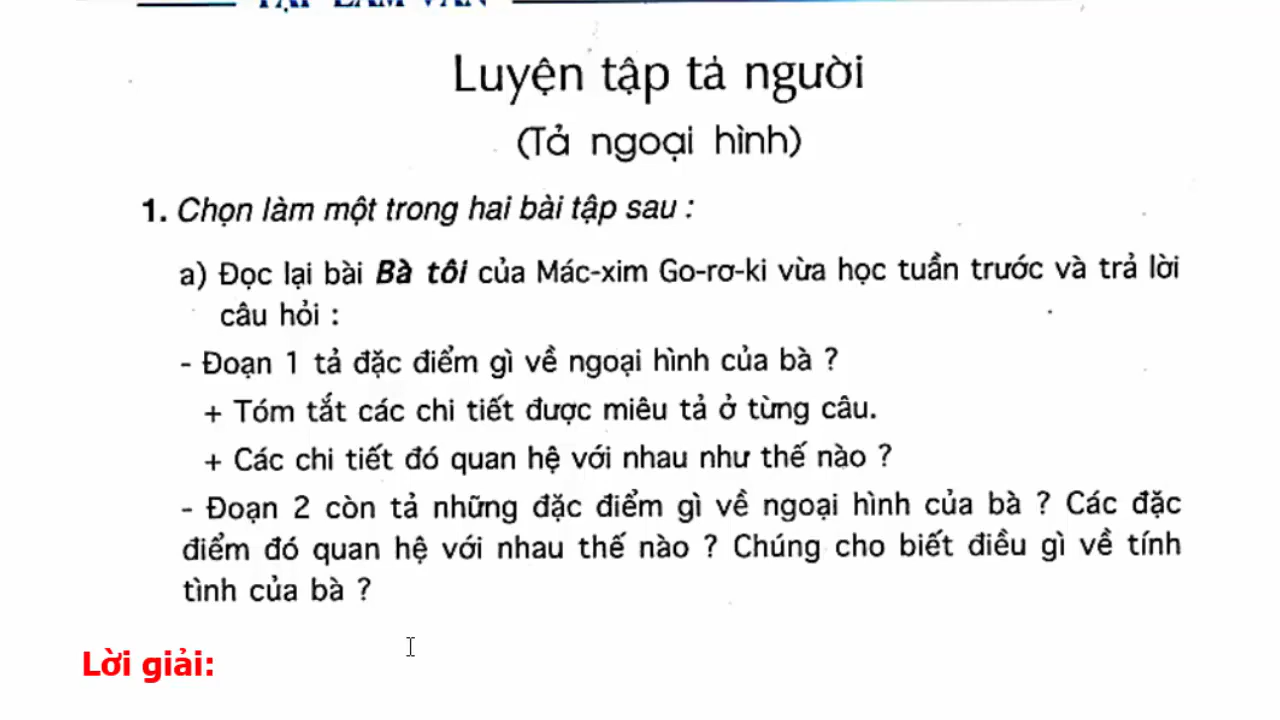 TẬP LÀM VĂN
Luyện tập tả người
(Tả ngoại hình)
1. Chọn làm một trong hai bài tập sau :
a) Đọc lại bài Bà tôi của Mác-xim Go-rơ-ki vừa học tuần trước và trả lời
câu hỏi :
- Đoạn 1 tả đặc điểm gì về ngoại hình của bà ?
+ Tóm tắt các chi tiết được miêu tả ở từng câu.
+ Các chi tiết đó quan hệ với nhau như thế nào ?
- Đoạn 2 còn tả những đặc điểm gì về ngoại hình của bà ? Các đặc
điểm đó quan hệ với nhau thế nào ? Chúng cho biết điều gì về tính
tình của bà ?
Lời giải: